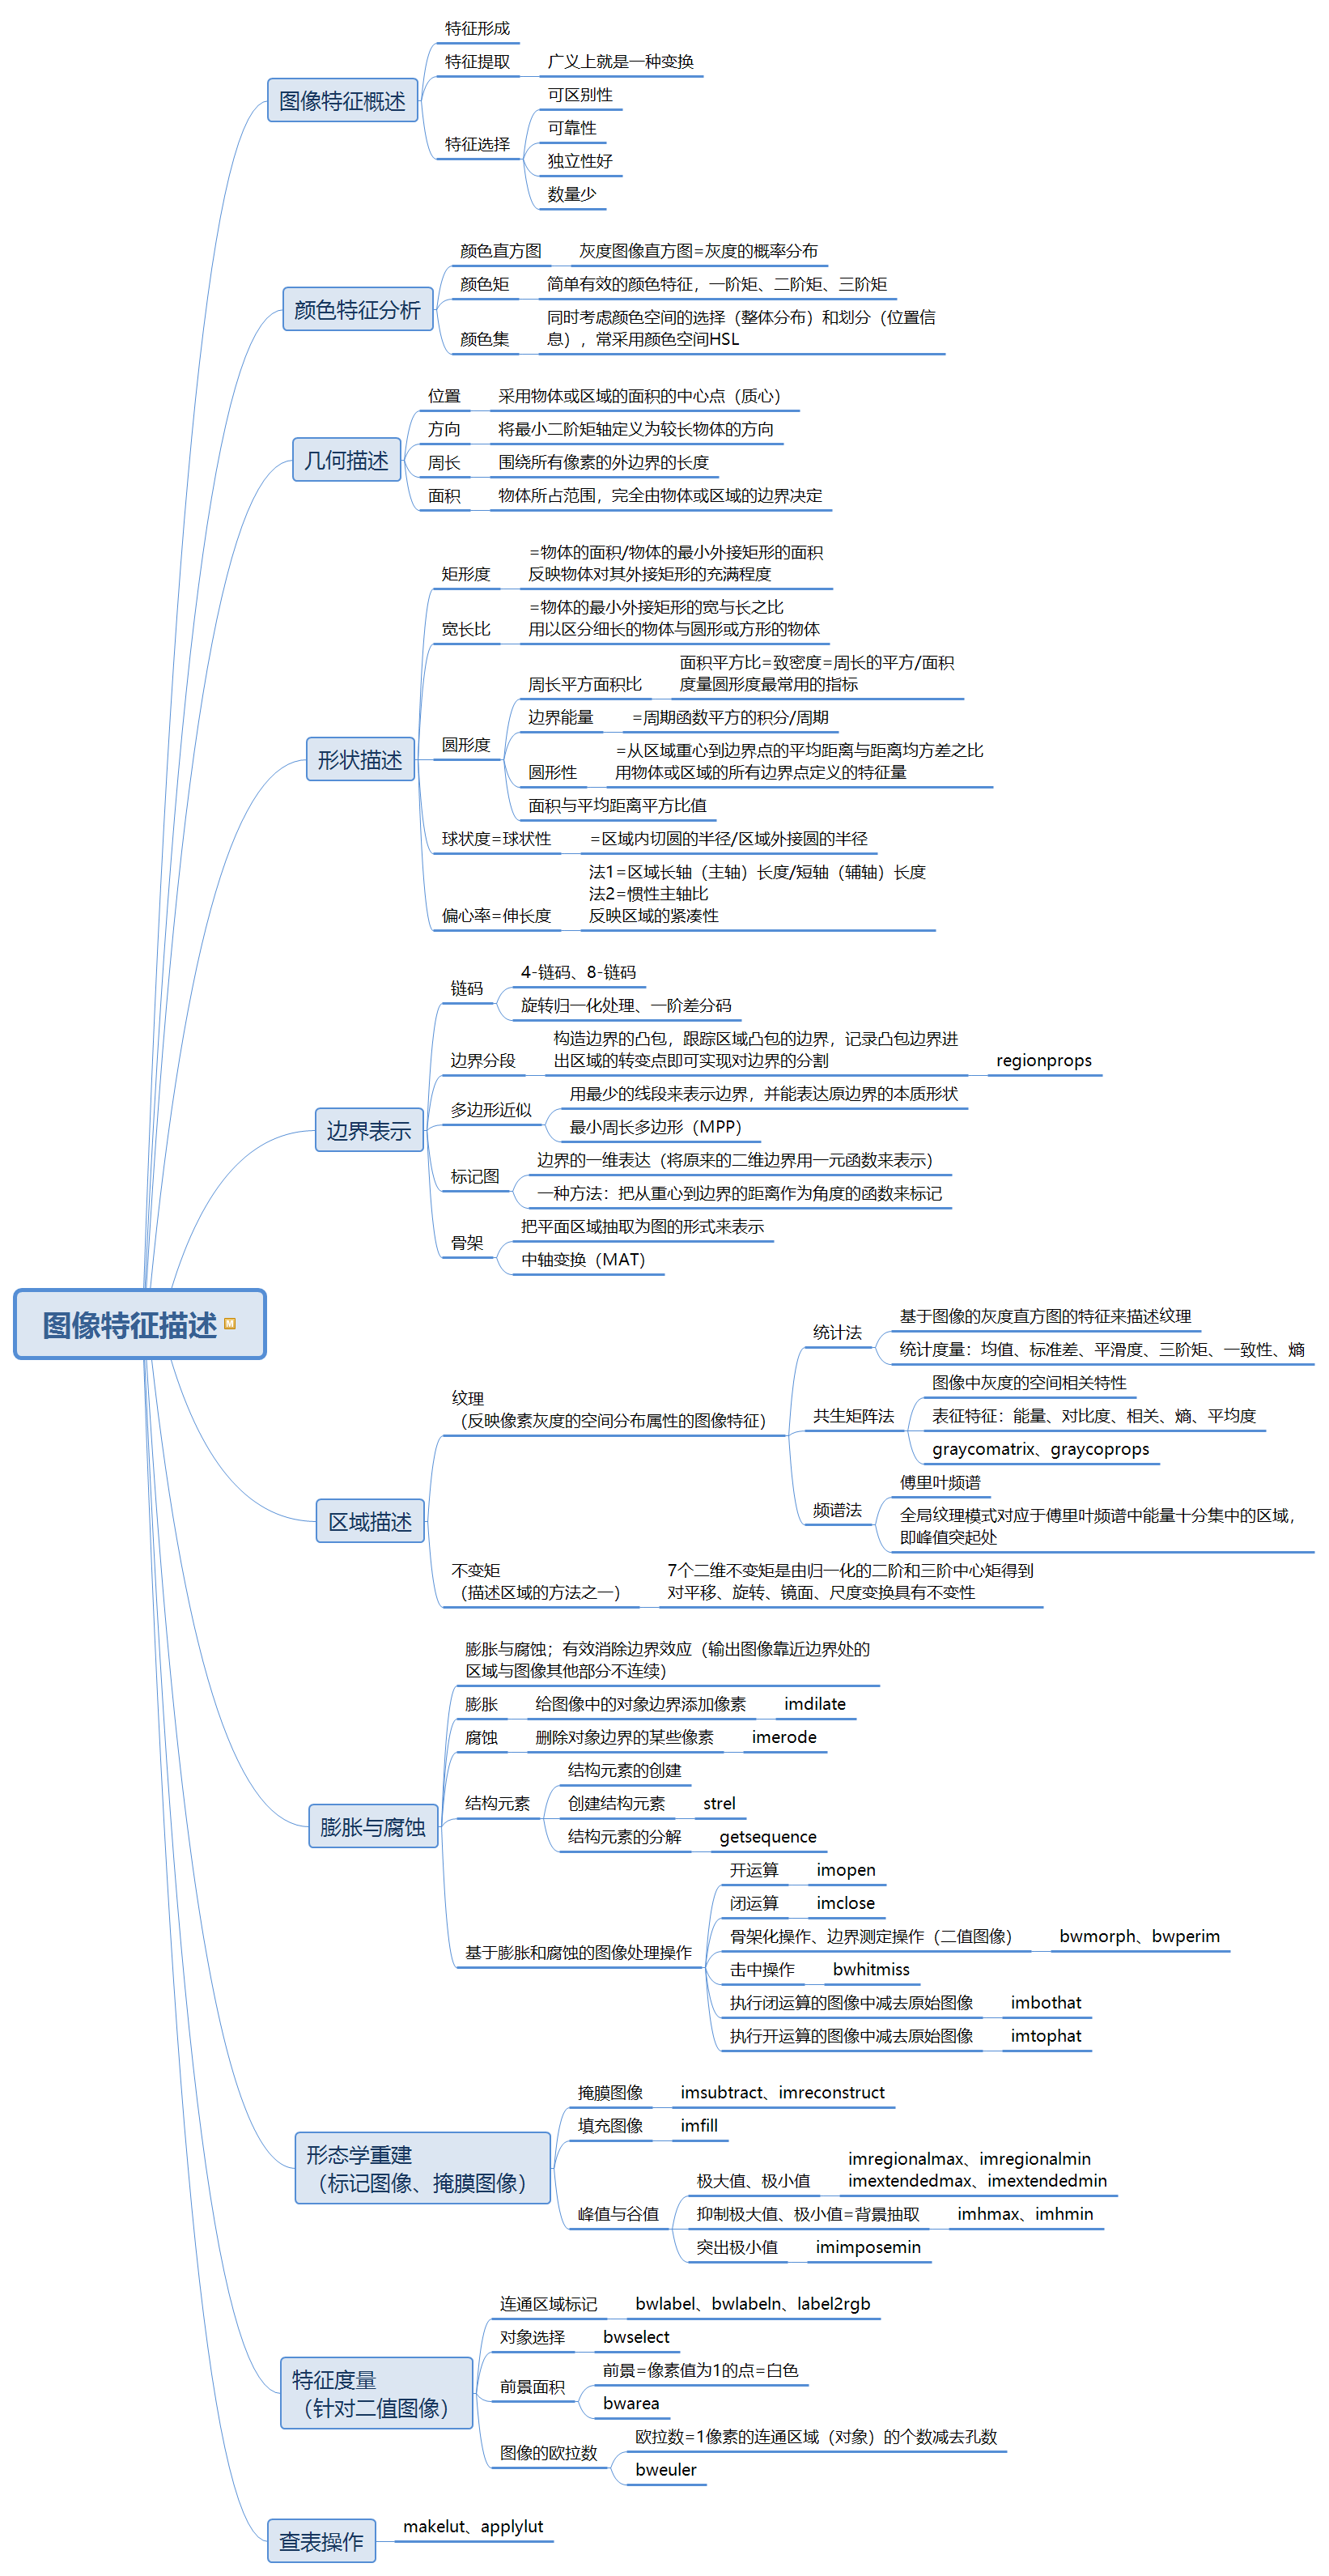 图像特征描述
图像特征概述
特征形成
特征提取
广义上就是一种变换
特征选择
可区别性
可靠性
独立性好
数量少
颜色特征分析
颜色直方图
灰度图像直方图=灰度的概率分布
颜色矩
简单有效的颜色特征，一阶矩、二阶矩、三阶矩
颜色集
同时考虑颜色空间的选择（整体分布）和划分（位置信
息），常采用颜色空间HSL
几何描述
位置
采用物体或区域的面积的中心点（质心）
方向
将最小二阶矩轴定义为较长物体的方向
周长
围绕所有像素的外边界的长度
面积
物体所占范围，完全由物体或区域的边界决定
形状描述
矩形度
=物体的面积/物体的最小外接矩形的面积
反映物体对其外接矩形的充满程度
宽长比
=物体的最小外接矩形的宽与长之比
用以区分细长的物体与圆形或方形的物体
圆形度
周长平方面积比
面积平方比=致密度=周长的平方/面积
度量圆形度最常用的指标
边界能量
=周期函数平方的积分/周期
圆形性
=从区域重心到边界点的平均距离与距离均方差之比
用物体或区域的所有边界点定义的特征量
面积与平均距离平方比值
球状度=球状性
=区域内切圆的半径/区域外接圆的半径
偏心率=伸长度
法1=区域长轴（主轴）长度/短轴（辅轴）长度
法2=惯性主轴比
反映区域的紧凑性
边界表示
链码
4-链码、8-链码
旋转归一化处理、一阶差分码
边界分段
构造边界的凸包，跟踪区域凸包的边界，记录凸包边界进
出区域的转变点即可实现对边界的分割
regionprops
多边形近似
用最少的线段来表示边界，并能表达原边界的本质形状
最小周长多边形（MPP）
标记图
边界的一维表达（将原来的二维边界用一元函数来表示）
一种方法：把从重心到边界的距离作为角度的函数来标记
骨架
把平面区域抽取为图的形式来表示
中轴变换（MAT）
区域描述
纹理
（反映像素灰度的空间分布属性的图像特征）
统计法
基于图像的灰度直方图的特征来描述纹理
统计度量：均值、标准差、平滑度、三阶矩、一致性、熵
共生矩阵法
图像中灰度的空间相关特性
表征特征：能量、对比度、相关、熵、平均度
graycomatrix、graycoprops
频谱法
傅里叶频谱
全局纹理模式对应于傅里叶频谱中能量十分集中的区域，
即峰值突起处
不变矩
（描述区域的方法之一）
7个二维不变矩是由归一化的二阶和三阶中心矩得到
对平移、旋转、镜面、尺度变换具有不变性
膨胀与腐蚀
膨胀与腐蚀；有效消除边界效应（输出图像靠近边界处的
区域与图像其他部分不连续）
膨胀
给图像中的对象边界添加像素
imdilate
腐蚀
删除对象边界的某些像素
imerode
结构元素
结构元素的创建
创建结构元素
strel
结构元素的分解
getsequence
基于膨胀和腐蚀的图像处理操作
开运算
imopen
闭运算
imclose
骨架化操作、边界测定操作（二值图像）
bwmorph、bwperim
击中操作
bwhitmiss
执行闭运算的图像中减去原始图像
imbothat
执行开运算的图像中减去原始图像
imtophat
形态学重建
（标记图像、掩膜图像）
掩膜图像
imsubtract、imreconstruct
填充图像
imfill
峰值与谷值
极大值、极小值
imregionalmax、imregionalmin
imextendedmax、imextendedmin
抑制极大值、极小值=背景抽取
imhmax、imhmin
突出极小值
imimposemin
特征度量
（针对二值图像）
连通区域标记
bwlabel、bwlabeln、label2rgb
对象选择
bwselect
前景面积
前景=像素值为1的点=白色
bwarea
图像的欧拉数
欧拉数=1像素的连通区域（对象）的个数减去孔数
bweuler
查表操作
makelut、applylut